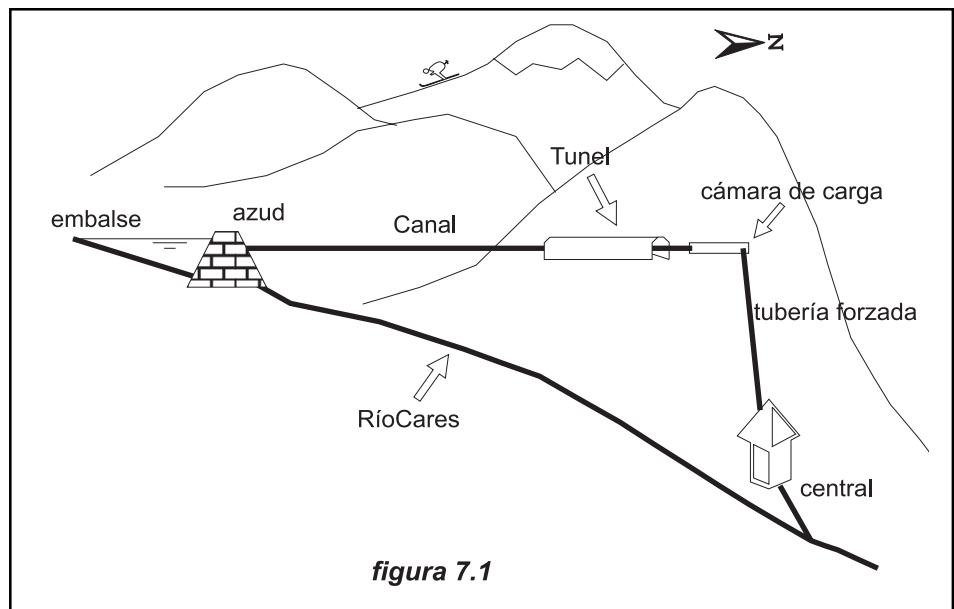 N
Tunel
cámara de carga
embalse
azud
Canal
tubería forzada
RíoCares
central
figura 7.1